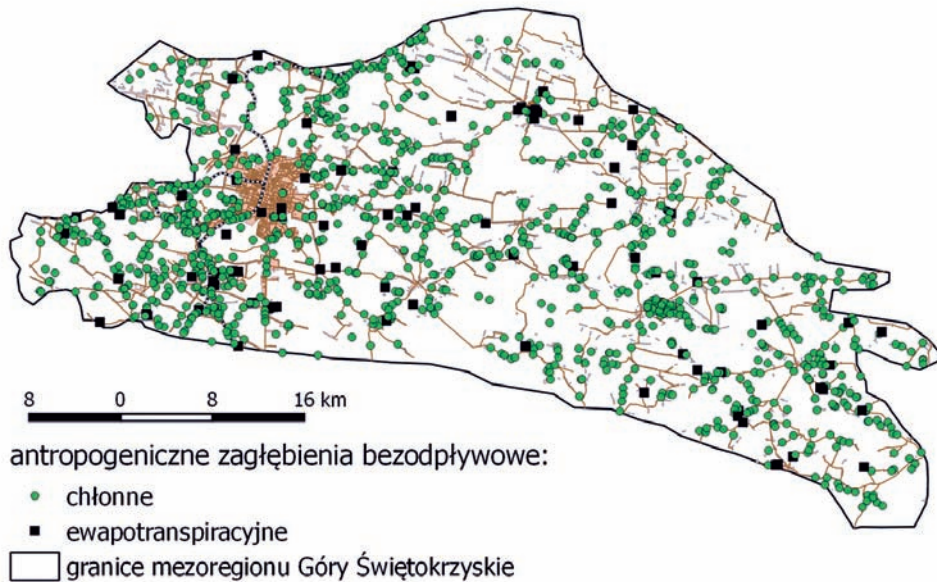 8 0 8 16 km
antropogeniczne zagłębienia bezodpływowe:
chłonne
ewapotranspiracyjne
granice mezoregionu Góry Świętokrzyskie